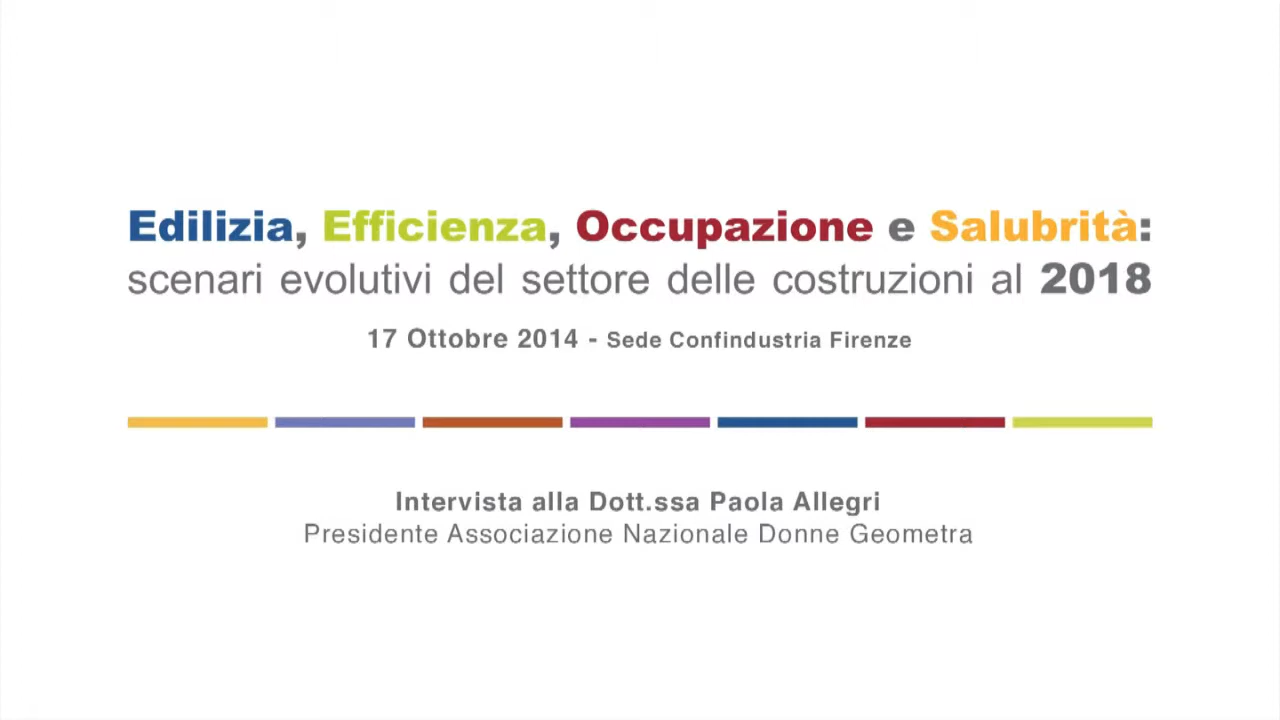 Edilizia, Efficienza, Occupazione e Salubrità:
scenari evolutivi del settore delle costruzioni al 2018
17 Ottobre 2014 - Sede Confindustria Firenze
Intervista alla Dott.ssa Paola Allegri
Presidente Associazione Nazionale Donne Geometra